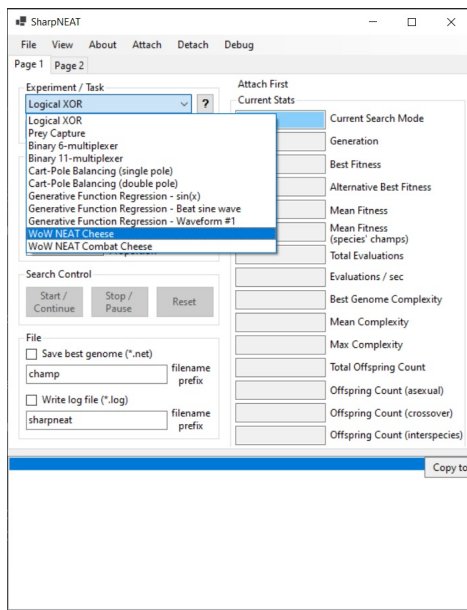 SharpNEAT
File View About Attach Detach Debug
Page 1 Page 2
Experiment / Task
Logical XOR
?
Logical XOR
Prey Capture
Binary 6-multiplexer
Binary 11-multiplexer
Cart-Pole Balancing (single pole)
Cart-Pole Balancing (double pole)
Generative Function Regression - sin(x)
Generative Function Regression - Beat sine wave
Generative Function Regression - Waveform #1
WoW NEAT Cheese
WoW NEAT Combat Cheese
Search Control
Start /
Continue
Stop /
Pause
Reset
File
Save best genome (*.net)
champ
filename
prefix
Write log file (*.log)
sharpneat
filename
prefix
Attach First
Current Stats
Current Search Mode
Generation
Best Fitness
Alternative Best Fitness
Mean Fitness
Mean Fitness
(species' champs)
Total Evaluations
Evaluations / sec
Best Genome Complexity
Mean Complexity
Max Complexity
Total Offspring Count
Offspring Count (asexual)
Offspring Count (crossover)
Offspring Count (interspecies)
Copy to